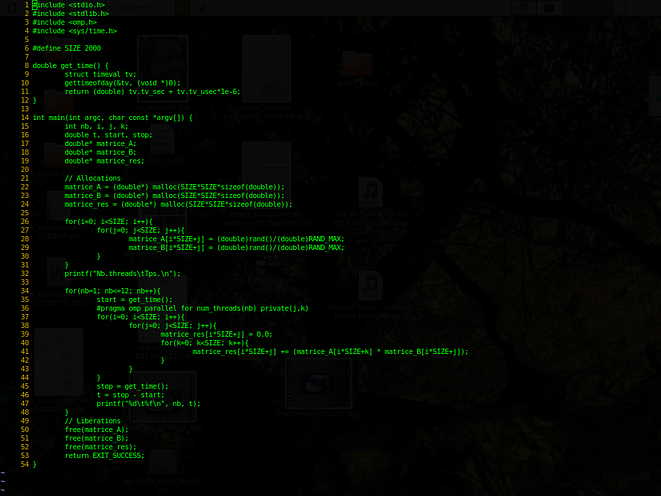 1 #include <stdio.h>
2 #include <stdlib.h>
3 #include <omp.h>
4 #include <sys/time.h>
5
6 #define SIZE 2000
7
8 double get_time() {
9 struct timeval tv;
10 gettimeofday(&tv, (void *)0);
11 return (double) tv.tv_sec + tv.tv_usec*1e-6;
12 }
13
14 int main(int argc, char const *argv[]) {
15 int nb, i, j, k;
16 double t, start, stop;
17 double* matrice_A;
18 double* matrice_B;
19 double* matrice_res;
20
21 // Allocations
22 matrice_A = (double*) malloc(SIZE*SIZE*sizeof(double));
23 matrice_B = (double*) malloc(SIZE*SIZE*sizeof(double));
24 matrice_res = (double*) malloc(SIZE*SIZE*sizeof(double));
25
26 for(i=0; i<SIZE; i++){
27 for(j=0; j<SIZE; j++){
28 matrice_A[i*SIZE+j] = (double)rand()/(double)RAND_MAX;
29 matrice_B[i*SIZE+j] = (double)rand()/(double)RAND_MAX;
30 }
31 }
32 printf("Nb.threads\tTps.\n");
33
34 for(nb=1; nb<=12; nb++){
35 start = get_time();
36 #pragma omp parallel for num_threads(nb) private(j,k)
37 for(i=0; i<SIZE; i++){
38 for(j=0; j<SIZE; j++){
39 matrice_res[i*SIZE+j] = 0.0;
40 for(k=0; k<SIZE; k++){
41 matrice_res[i*SIZE+j] += (matrice_A[i*SIZE+k] * matrice_B[i*SIZE+j]);
42 }
43 }
44 }
45 stop = get_time();
46 t = stop - start;
47 printf("%d\t%f\n", nb, t);
48 }
49 // Libérations
50 free(matrice_A);
51 free(matrice_B);
52 free(matrice_res);
53 return EXIT_SUCCESS;
54 }
~
~
~